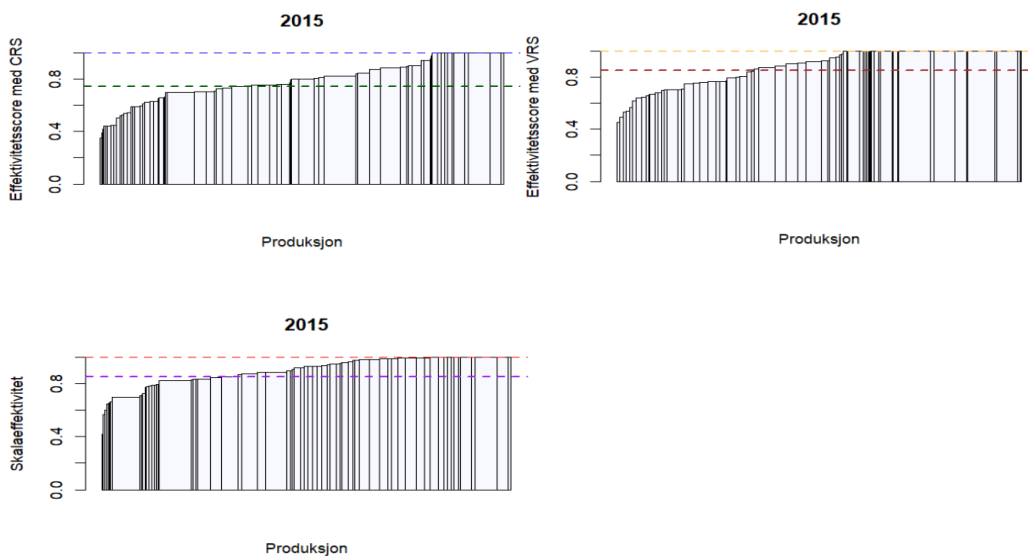 2015
Effektivitetsscore med CRS
0.0 0.4 0.8
Produksjon
2015
Effektivitetsscore med VRS
0.0 0.4 0.8
Produksjon
2015
Skalaeffektivitet
0.0 0.4 0.8
Produksjon